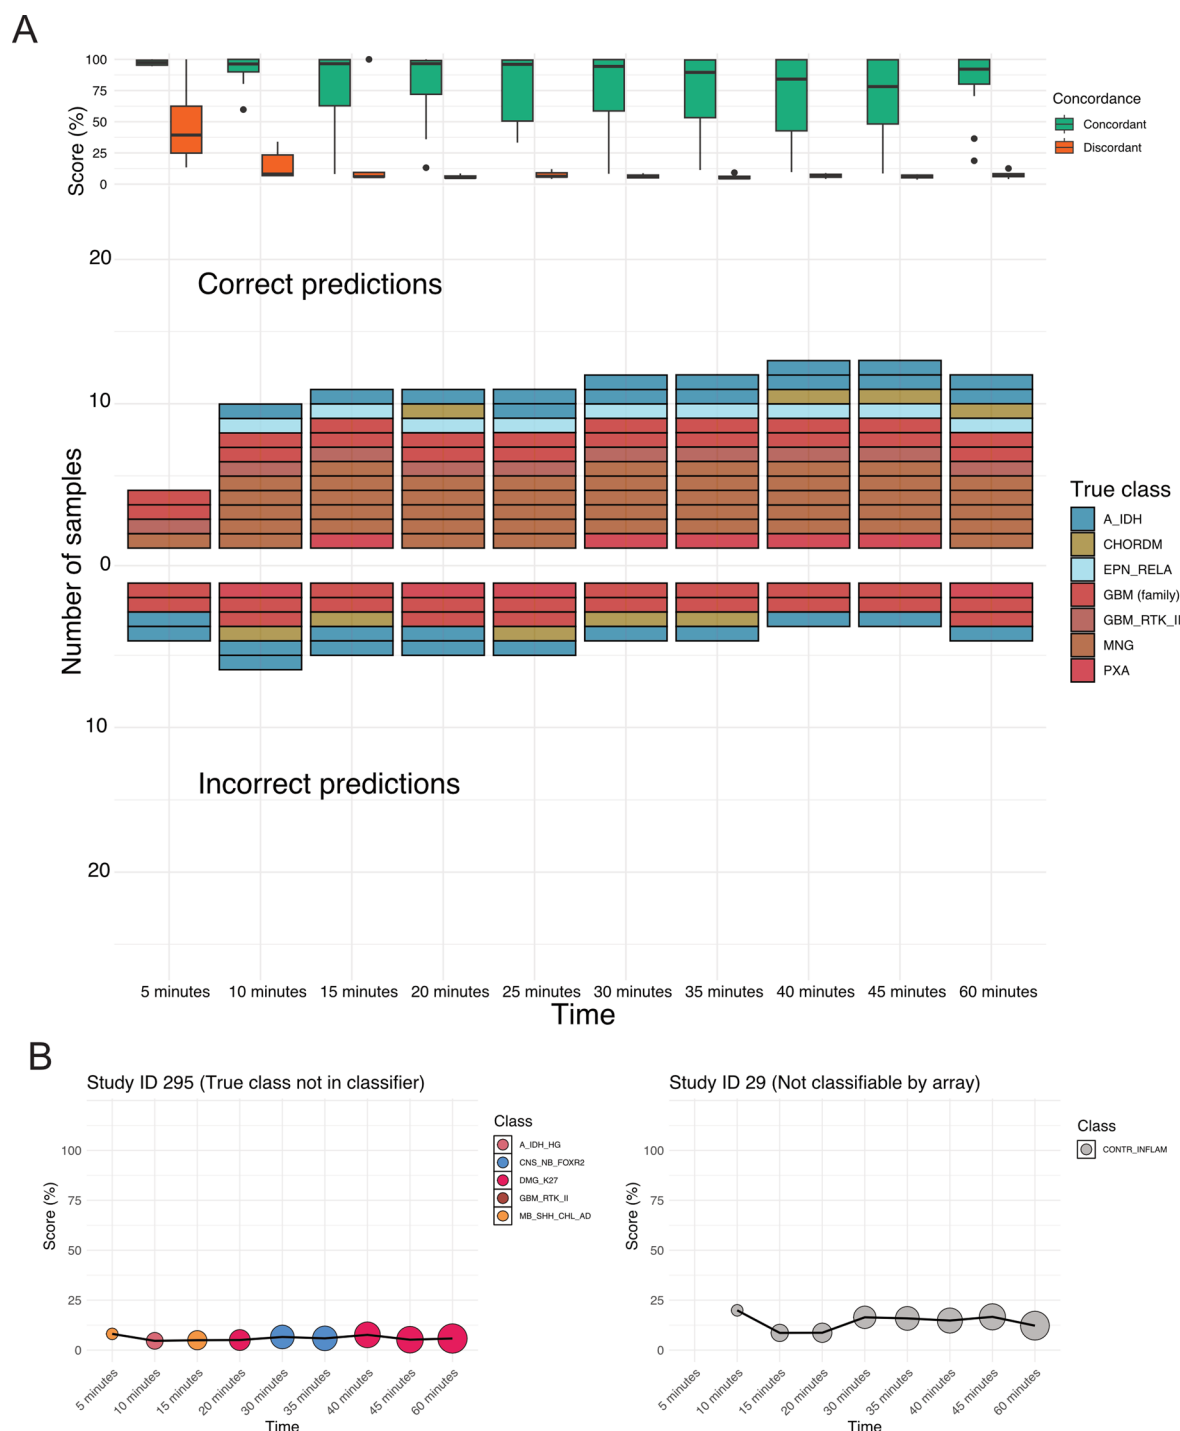 A
100
75
50
25
0
Score (%)
Concordance
Concordant
Discordant
20
Correct predictions
10
0
Number of samples
True class
A_IDH
CHORDM
EPN_RELA
GBM (family)
GBM_RTK_II
MNG
PXA
10
Incorrect predictions
20
5 minutes 10 minutes 15 minutes 20 minutes 25 minutes 30 minutes 35 minutes 40 minutes 45 minutes 60 minutes
Time
B
Study ID 295 (True class not in classifier)
100
75
50
25
0
Score (%)
5 minutes 10 minutes 15 minutes 20 minutes 30 minutes 35 minutes 40 minutes 45 minutes 60 minutes
Time
Class
A_IDH_HG
CNS_NB_FOXR2
DMG_K27
GBM_RTK_II
MB_SHH_CHL_AD
Study ID 29 (Not classifiable by array)
100
75
50
25
0
Score (%)
5 minutes 10 minutes 15 minutes 20 minutes 30 minutes 35 minutes 40 minutes 45 minutes 60 minutes
Time
Class
CONTR_INFLAM